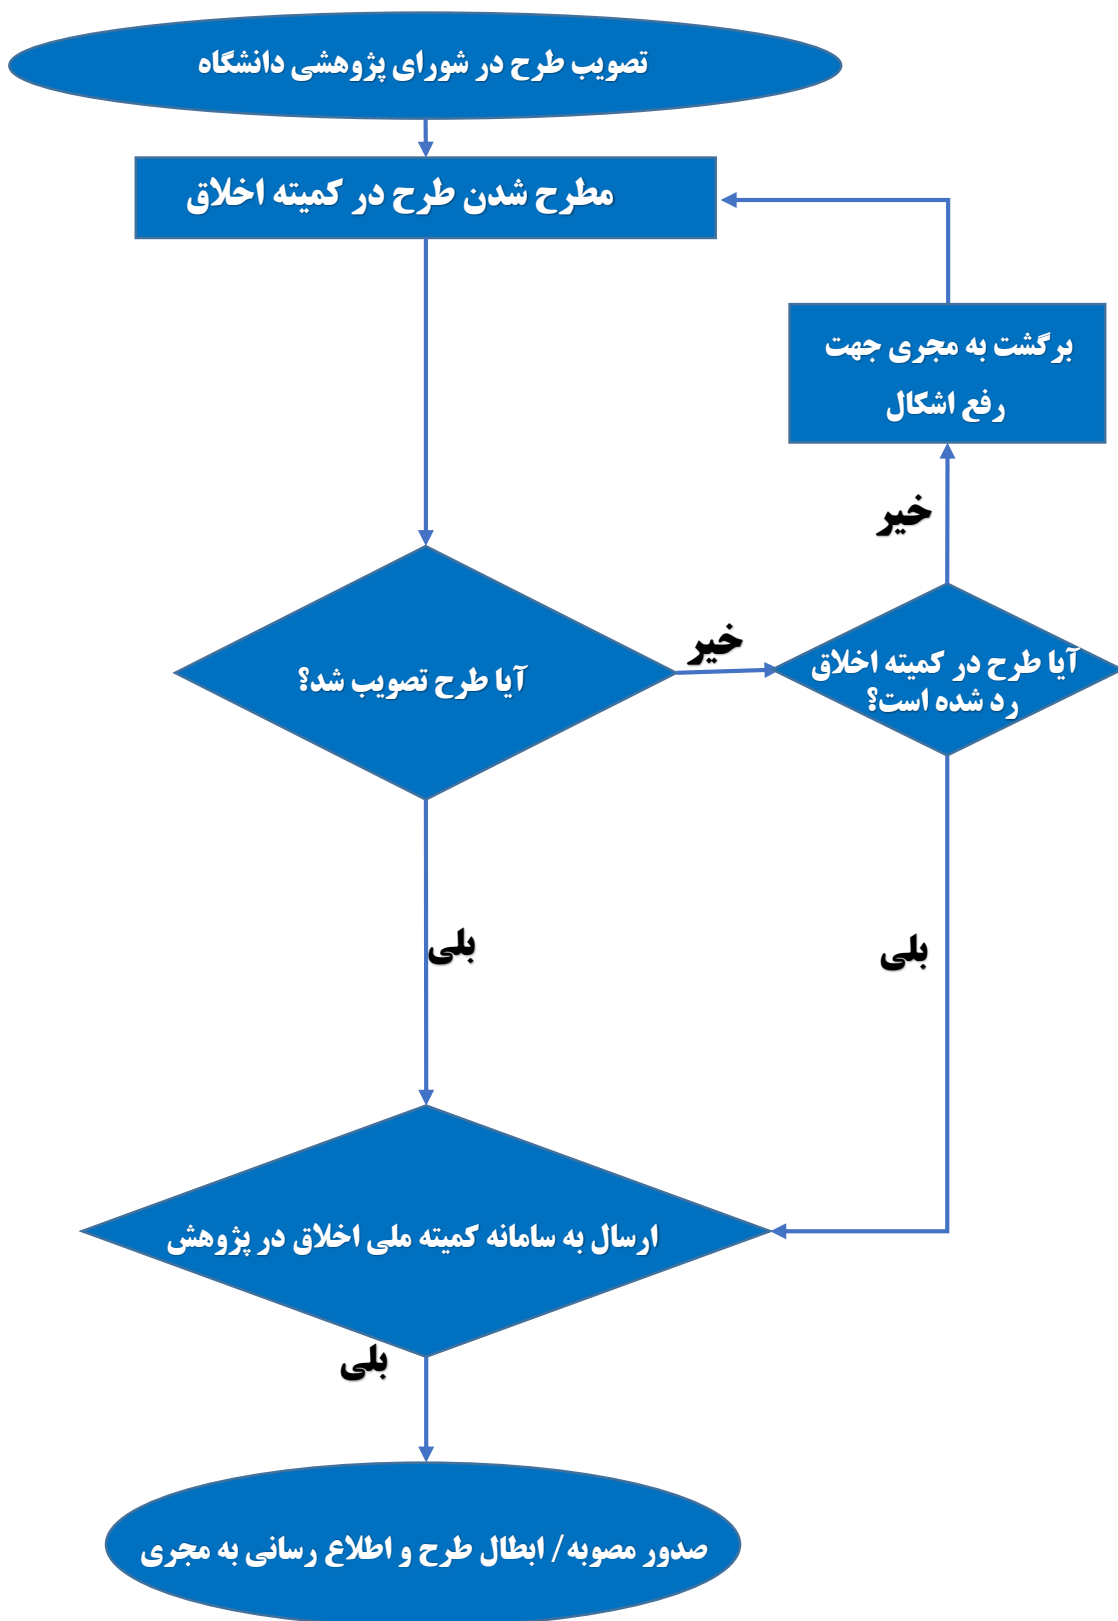 تصویب طرح در شورای پژوهشی دانشگاه
مطرح شدن طرح در کمیته اخلاق
برگشت به مجری جهت
رفع اشکال
خیر
خیر
آیا طرح در کمیته اخلاق
رد شده است؟
آیا طرح تصویب شد؟
بلی
بلی
ارسال به سامانه کمیته ملی اخلاق در پژوهش
بلی
صدور مصوبه/ ابطال طرح و اطلاع رسانی به مجری